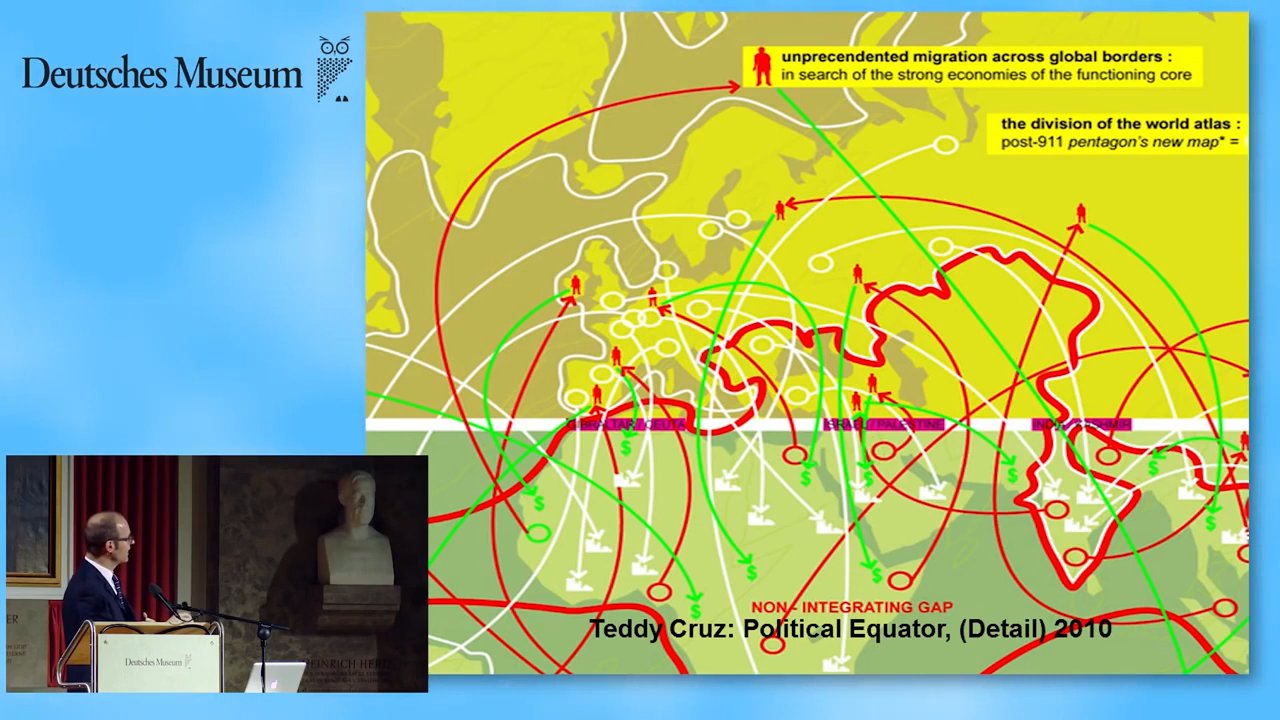 Deutsches Museum
unprecendented migration across global borders :
in search of the strong economies of the functioning core
the division of the world atlas :
post-911 pentagon's new map* =
GIBRALTAR / CEUTA
ISRAEL / PALESTINE
INDIA / KASHMIR
NON - INTEGRATING GAP
Teddy Cruz: Political Equator, (Detail) 2010
Deutsches Museum
HEINRICH HERTZ